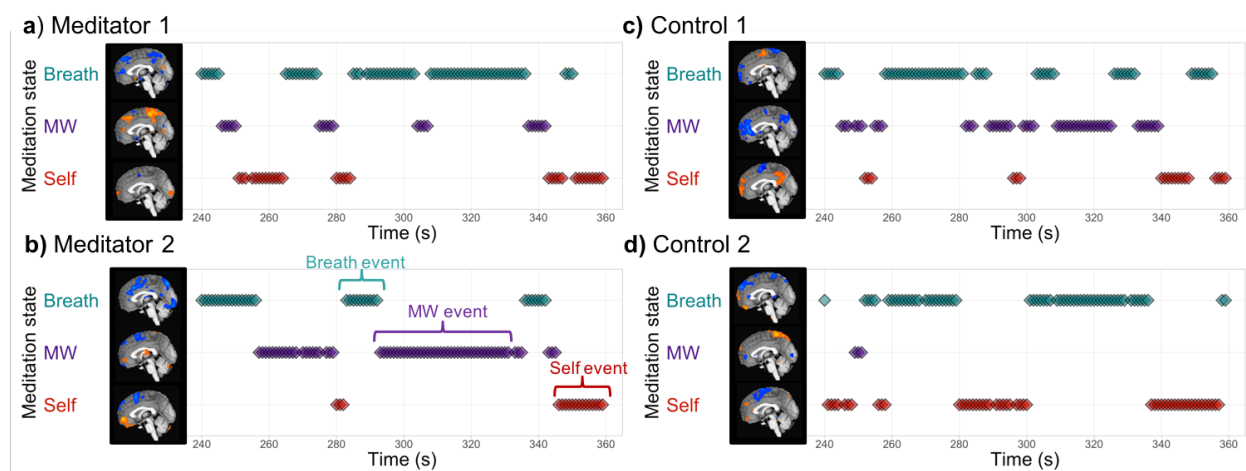 a) Meditator 1
Meditation state
Breath
MW
Self
240 260 280 300 320 340 360
Time (s)
c) Control 1
Meditation state
Breath
MW
Self
240 260 280 300 320 340 360
Time (s)
b) Meditator 2
Meditation state
Breath event
Breath
MW event
MW
Self event
Self
240 260 280 300 320 340 360
Time (s)
d) Control 2
Meditation state
Breath
MW
Self
240 260 280 300 320 340 360
Time (s)